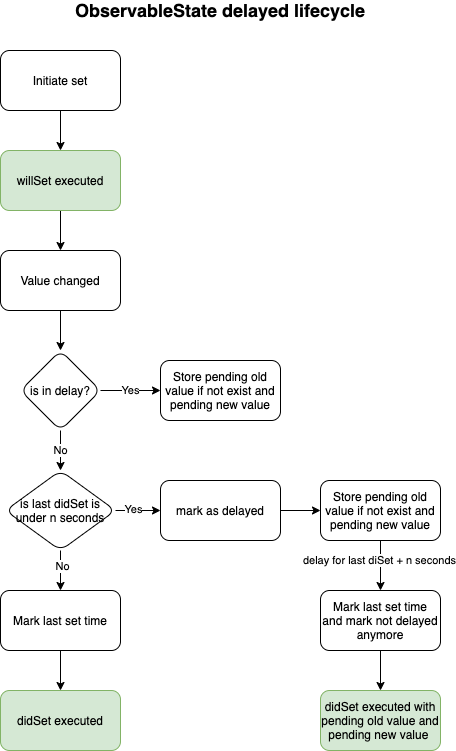 ObservableState delayed lifecycle
Initiate set
willSet executed
Value changed
is in delay?
Yes
Store pending old
value if not exist and
pending new value
No
is last didSet is
under n seconds
Yes
mark as delayed
Store pending old
value if not exist and
pending new value
No
delay for last diSet + n seconds
Mark last set time
Mark last set time
and mark not delayed
anymore
didSet executed
didSet executed with
pending old value and
pending new value